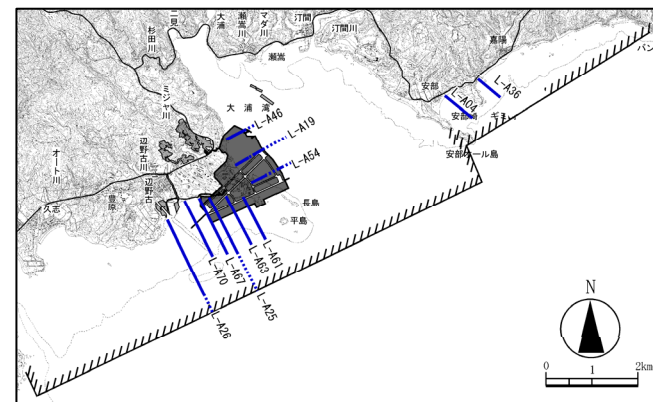 二見
杉田川
大浦
瀬嵩川
マダ川
汀間
汀間川
瀬嵩
嘉陽
バン
安部
L-A36
L-A04
安部崎
ギミ
安部オール島
大浦湾
ミジャ川
L-A46
L-A19
L-A54
辺野古川
辺野古
オート川
久志
豊原
長島
平島
L-A61
L-A63
L-A67
L-A70
L-A25
L-A26
N
0 1 2km